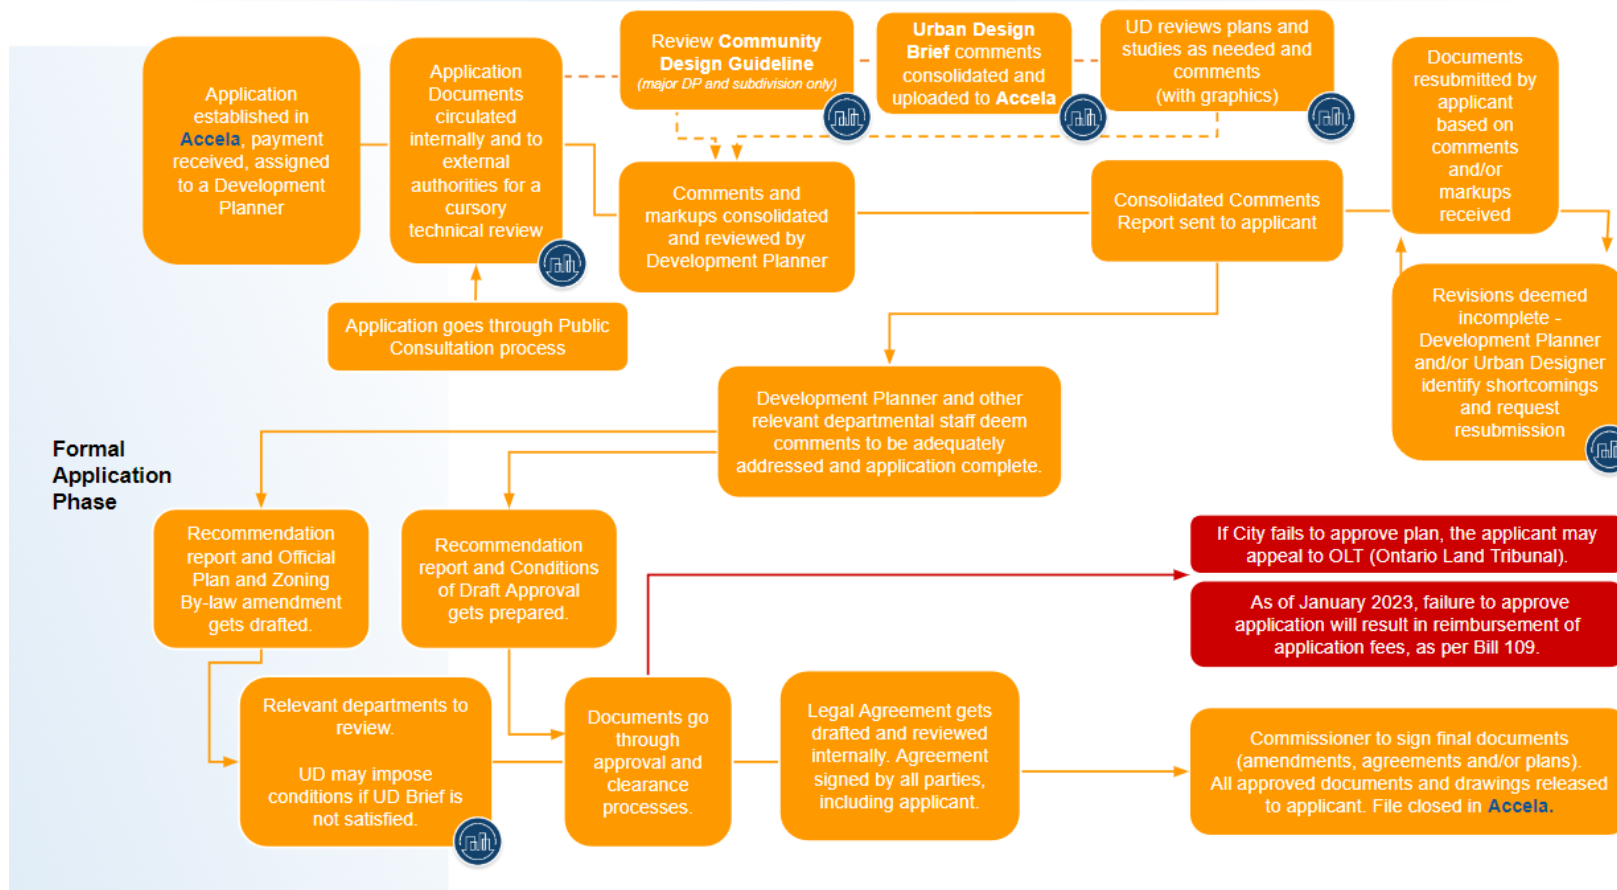 Application
established in
Accela, payment
received, assigned
to a Development
Planner
Application
Documents
circulated
internally and to
external
authorities for a
cursory
technical review
Review Community
Design Guideline
(major DP and subdivision only)
Urban Design
Brief comments
consolidated and
uploaded to Accela
UD reviews plans and
studies as needed and
comments
(with graphics)
Documents
resubmitted by
applicant
based on
comments
and/or
markups
received
Comments and
markups consolidated
and reviewed by
Development Planner
Consolidated Comments
Report sent to applicant
Application goes through Public
Consultation process
Revisions deemed
incomplete -
Development Planner
and/or Urban Designer
identify shortcomings
and request
resubmission
Development Planner and other
relevant departmental staff deem
comments to be adequately
addressed and application complete.
Formal
Application
Phase
Recommendation
report and Official
Plan and Zoning
By-law amendment
gets drafted.
Recommendation
report and Conditions
of Draft Approval
gets prepared.
If City fails to approve plan, the applicant may
appeal to OLT (Ontario Land Tribunal).
As of January 2023, failure to approve
application will result in reimbursement of
application fees, as per Bill 109.
Relevant departments to
review.
UD may impose
conditions if UD Brief is
not satisfied.
Documents go
through
approval and
clearance
processes.
Legal Agreement gets
drafted and reviewed
internally. Agreement
signed by all parties,
including applicant.
Commissioner to sign final documents
(amendments, agreements and/or plans).
All approved documents and drawings released
to applicant. File closed in Accela.